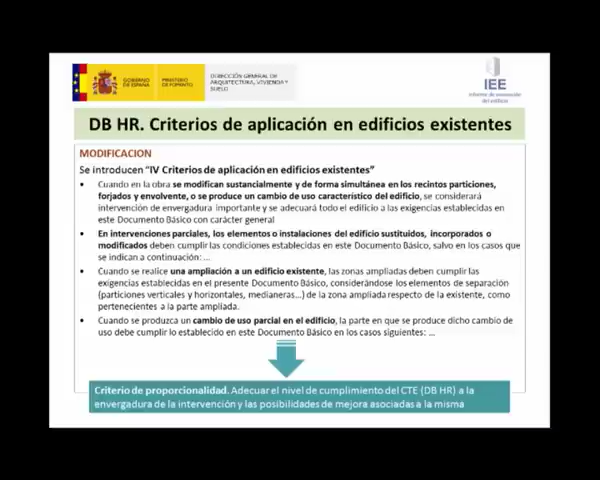 GOBIERNO
DE ESPAÑA
MINISTERIO
DE FOMENTO
DIRECCIÓN GENERAL DE
ARQUITECTURA, VIVIENDA Y
SUELO
IEE
informe de evaluación
del edificio
DB HR. Criterios de aplicación en edificios existentes
MODIFICACION
Se introducen "IV Criterios de aplicación en edificios existentes"
• Cuando en la obra se modifican sustancialmente y de forma simultánea en los recintos particiones,
forjados y envolvente, o se produce un cambio de uso característico del edificio, se considerará
intervención de envergadura importante y se adecuará todo el edificio a las exigencias establecidas en
este Documento Básico con carácter general
• En intervenciones parciales, los elementos o instalaciones del edificio sustituidos, incorporados o
modificados deben cumplir las condiciones establecidas en este Documento Básico, salvo en los casos que
se indican a continuación: ...
• Cuando se realice una ampliación a un edificio existente, las zonas ampliadas deben cumplir las
exigencias establecidas en el presente Documento Básico, considerándose los elementos de separación
(particiones verticales y horizontales, medianeras...) de la zona ampliada respecto de la existente, como
pertenecientes a la parte ampliada.
• Cuando se produzca un cambio de uso parcial en el edificio, la parte en que se produce dicho cambio de
uso debe cumplir lo establecido en este Documento Básico en los casos siguientes: ...
Criterio de proporcionalidad. Adecuar el nivel de cumplimiento del CTE (DB HR) a la
envergadura de la intervención y las posibilidades de mejora asociadas a la misma